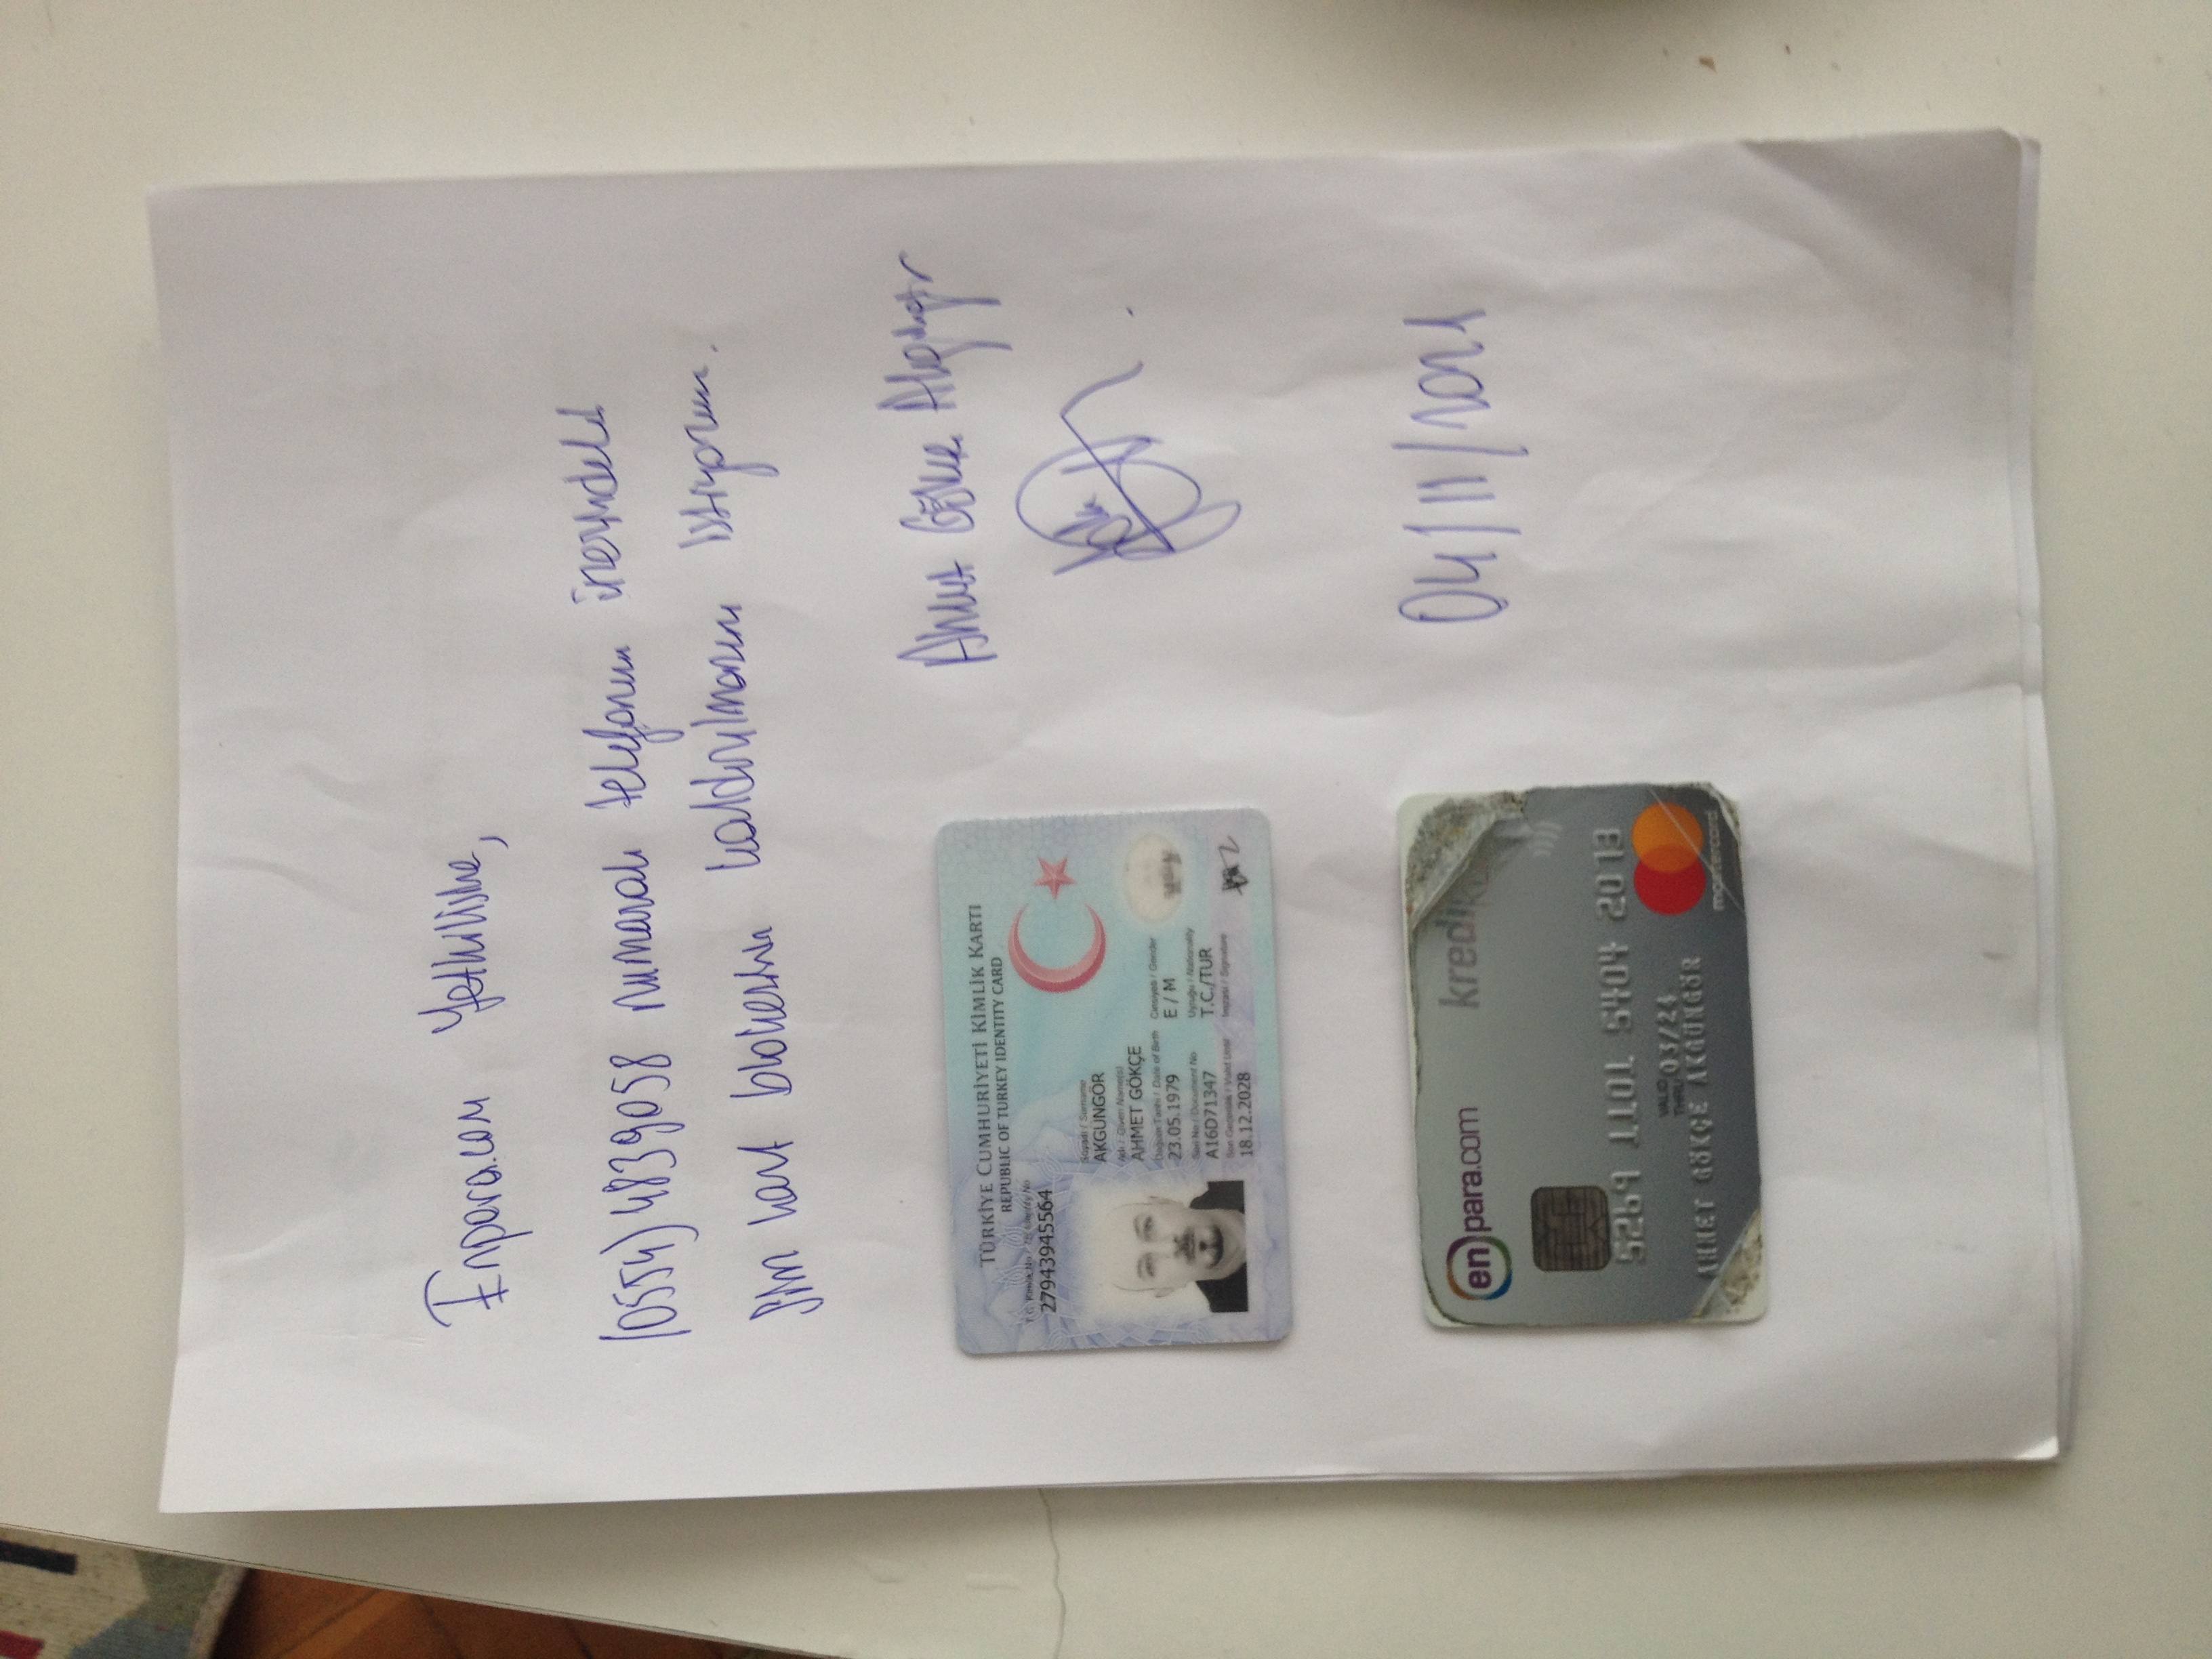 Enpara.com Yetkilisine,
(0554) 4839058 numaralı telefonun üzerindeki
Sim kart blokesinin kaldırılmasını istiyorum.
Ahmet Gökçe Akgüngör
TÜRKİYE CUMHURİYETİ KİMLİK KARTI
REPUBLIC OF TURKEY IDENTITY CARD
T.C. Kimlik No / TR Identity No
27943945564
Soyadı / Surname
AKGÜNGÖR
Adı / Given Name(s)
AHMET GÖKÇE
Doğum Tarihi / Date of Birth Cinsiyeti / Gender
23.05.1979 E / M
Seri No / Document No Uyruğu / Nationality
A16D71347 T.C./TUR
Son Geçerlilik / Valid Until İmzası / Signature
18.12.2028
04/11/2021
enpara.com kredi
5269 1101 5404 2013
VALID THRU 03/24
AHMET GÖKÇE AKGÜNGÖR
mastercard